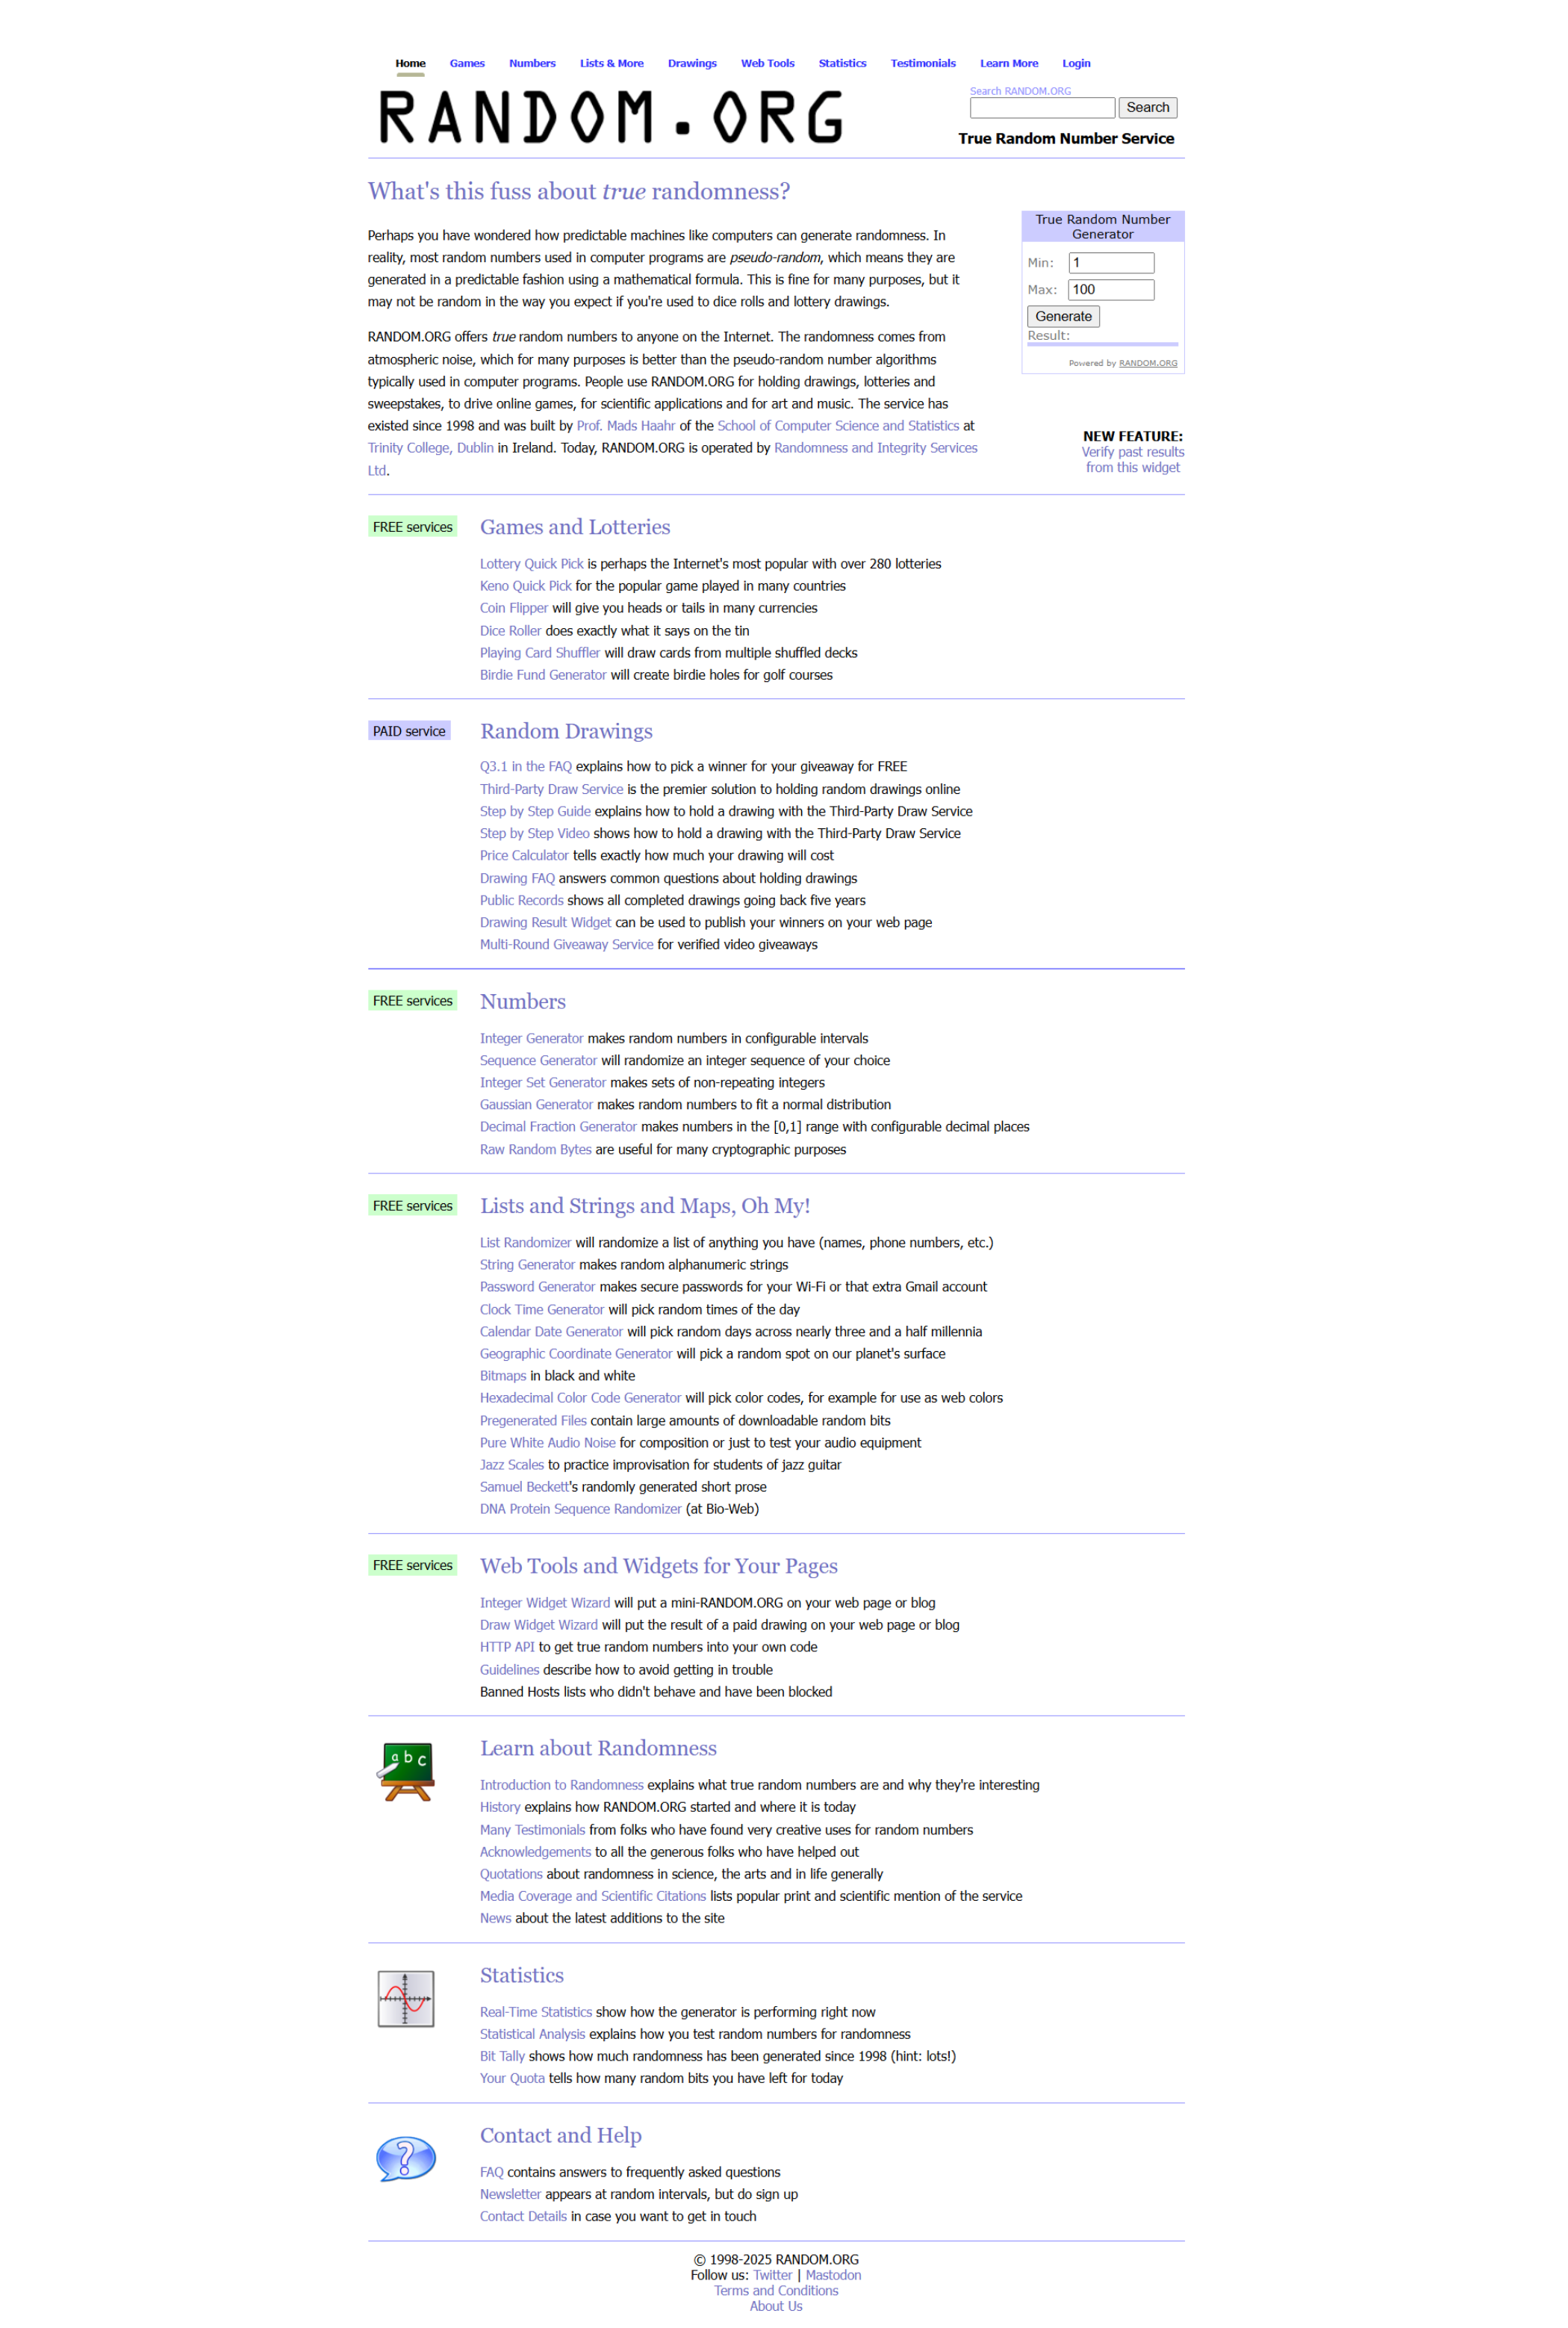 Home Games Numbers Lists & More Drawings Web Tools Statistics Testimonials Learn More Login
RANDOM.ORG
Search RANDOM.ORG
Search
True Random Number Service
What's this fuss about true randomness?
Perhaps you have wondered how predictable machines like computers can generate randomness. In
reality, most random numbers used in computer programs are pseudo-random, which means they are
generated in a predictable fashion using a mathematical formula. This is fine for many purposes, but it
may not be random in the way you expect if you're used to dice rolls and lottery drawings.
RANDOM.ORG offers true random numbers to anyone on the Internet. The randomness comes from
atmospheric noise, which for many purposes is better than the pseudo-random number algorithms
typically used in computer programs. People use RANDOM.ORG for holding drawings, lotteries and
sweepstakes, to drive online games, for scientific applications and for art and music. The service has
existed since 1998 and was built by Prof. Mads Haahr of the School of Computer Science and Statistics at
Trinity College, Dublin in Ireland. Today, RANDOM.ORG is operated by Randomness and Integrity Services
Ltd.
True Random Number
Generator
Min: 1
Max: 100
Generate
Result:
Powered by RANDOM.ORG
NEW FEATURE:
Verify past results
from this widget
FREE services
Games and Lotteries
Lottery Quick Pick is perhaps the Internet's most popular with over 280 lotteries
Keno Quick Pick for the popular game played in many countries
Coin Flipper will give you heads or tails in many currencies
Dice Roller does exactly what it says on the tin
Playing Card Shuffler will draw cards from multiple shuffled decks
Birdie Fund Generator will create birdie holes for golf courses
PAID service
Random Drawings
Q3.1 in the FAQ explains how to pick a winner for your giveaway for FREE
Third-Party Draw Service is the premier solution to holding random drawings online
Step by Step Guide explains how to hold a drawing with the Third-Party Draw Service
Step by Step Video shows how to hold a drawing with the Third-Party Draw Service
Price Calculator tells exactly how much your drawing will cost
Drawing FAQ answers common questions about holding drawings
Public Records shows all completed drawings going back five years
Drawing Result Widget can be used to publish your winners on your web page
Multi-Round Giveaway Service for verified video giveaways
FREE services
Numbers
Integer Generator makes random numbers in configurable intervals
Sequence Generator will randomize an integer sequence of your choice
Integer Set Generator makes sets of non-repeating integers
Gaussian Generator makes random numbers to fit a normal distribution
Decimal Fraction Generator makes numbers in the [0,1] range with configurable decimal places
Raw Random Bytes are useful for many cryptographic purposes
FREE services
Lists and Strings and Maps, Oh My!
List Randomizer will randomize a list of anything you have (names, phone numbers, etc.)
String Generator makes random alphanumeric strings
Password Generator makes secure passwords for your Wi-Fi or that extra Gmail account
Clock Time Generator will pick random times of the day
Calendar Date Generator will pick random days across nearly three and a half millennia
Geographic Coordinate Generator will pick a random spot on our planet's surface
Bitmaps in black and white
Hexadecimal Color Code Generator will pick color codes, for example for use as web colors
Pregenerated Files contain large amounts of downloadable random bits
Pure White Audio Noise for composition or just to test your audio equipment
Jazz Scales to practice improvisation for students of jazz guitar
Samuel Beckett's randomly generated short prose
DNA Protein Sequence Randomizer (at Bio-Web)
FREE services
Web Tools and Widgets for Your Pages
Integer Widget Wizard will put a mini-RANDOM.ORG on your web page or blog
Draw Widget Wizard will put the result of a paid drawing on your web page or blog
HTTP API to get true random numbers into your own code
Guidelines describe how to avoid getting in trouble
Banned Hosts lists who didn't behave and have been blocked
a b c
Learn about Randomness
Introduction to Randomness explains what true random numbers are and why they're interesting
History explains how RANDOM.ORG started and where it is today
Many Testimonials from folks who have found very creative uses for random numbers
Acknowledgements to all the generous folks who have helped out
Quotations about randomness in science, the arts and in life generally
Media Coverage and Scientific Citations lists popular print and scientific mention of the service
News about the latest additions to the site
Statistics
Real-Time Statistics show how the generator is performing right now
Statistical Analysis explains how you test random numbers for randomness
Bit Tally shows how much randomness has been generated since 1998 (hint: lots!)
Your Quota tells how many random bits you have left for today
?
Contact and Help
FAQ contains answers to frequently asked questions
Newsletter appears at random intervals, but do sign up
Contact Details in case you want to get in touch
© 1998-2025 RANDOM.ORG
Follow us: Twitter | Mastodon
Terms and Conditions
About Us